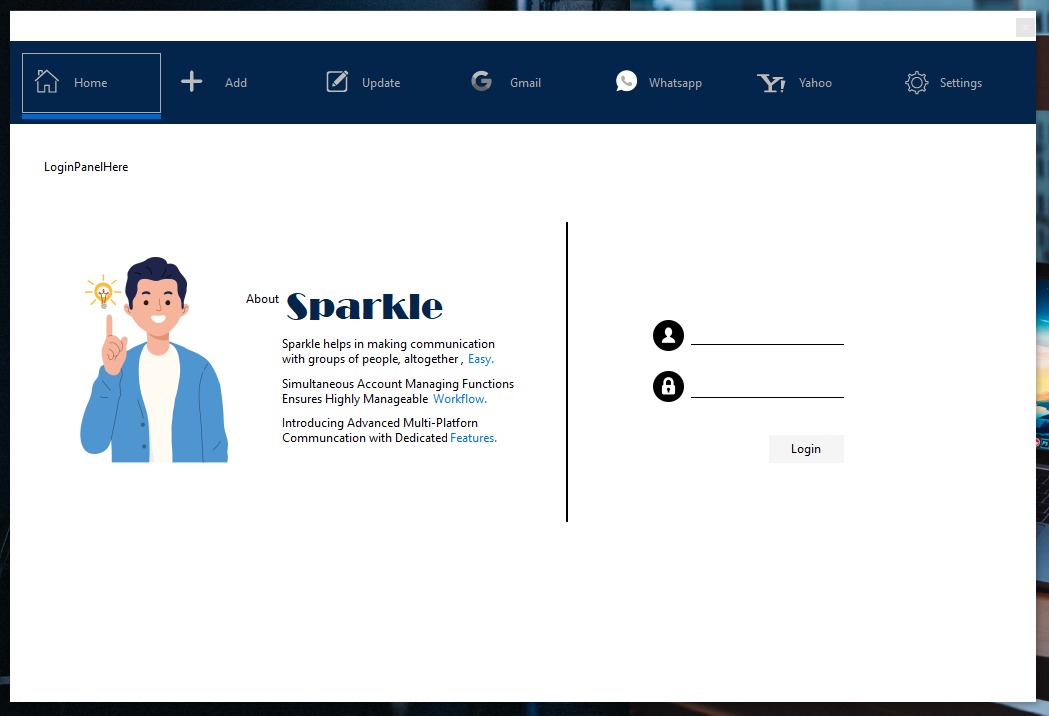 Home
Add
Update
Gmail
Whatsapp
Yahoo
Settings
LoginPanelHere
About Sparkle
Sparkle helps in making communication
with groups of people, altogether , Easy.
Simultaneous Account Managing Functions
Ensures Highly Manageable Workflow.
Introducing Advanced Multi-Platforn
Communcation with Dedicated Features.
Login